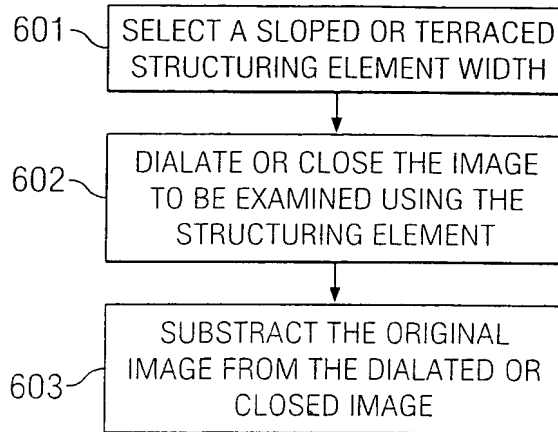 601
SELECT A SLOPED OR TERRACED
STRUCTURING ELEMENT WIDTH
602
DIALATE OR CLOSE THE IMAGE
TO BE EXAMINED USING THE
STRUCTURING ELEMENT
603
SUBSTRACT THE ORIGINAL
IMAGE FROM THE DIALATED OR
CLOSED IMAGE